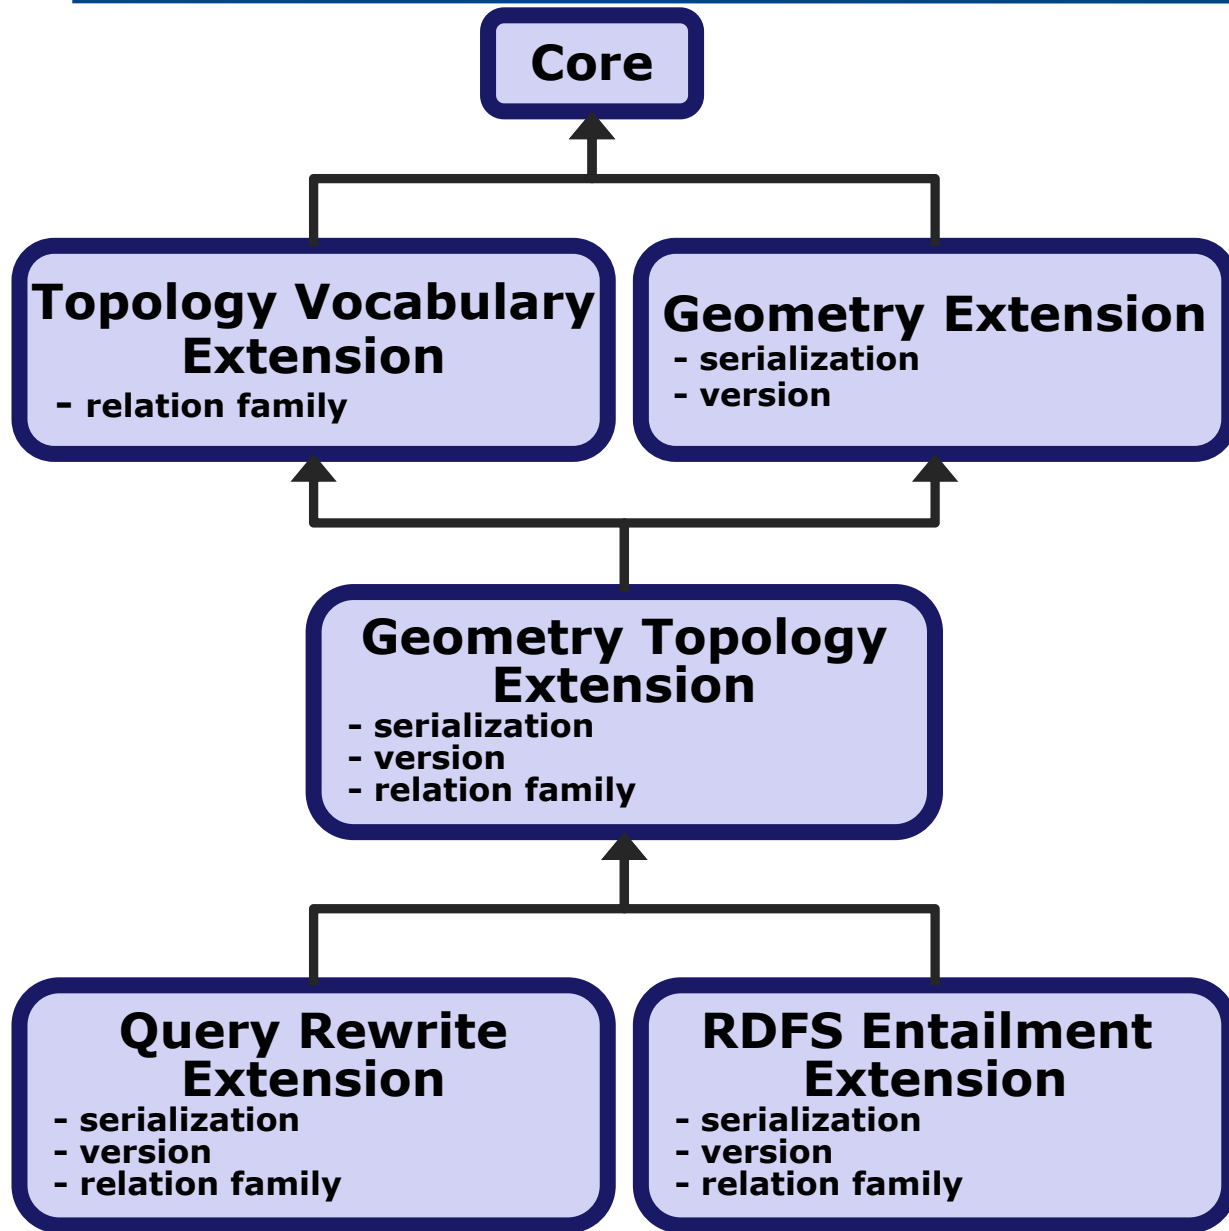 Core
Topology Vocabulary
Extension
- relation family
Geometry Extension
- serialization
- version
Geometry Topology
Extension
- serialization
- version
- relation family
Query Rewrite
Extension
- serialization
- version
- relation family
RDFS Entailment
Extension
- serialization
- version
- relation family